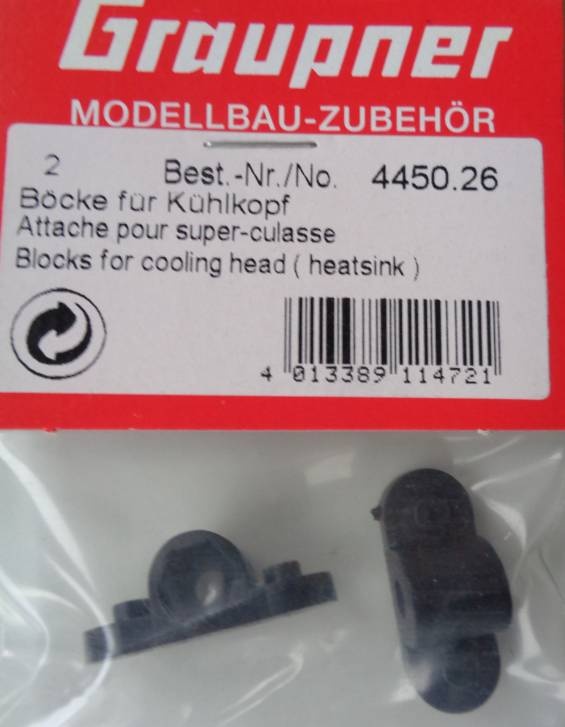 Graupner
MODELLBAU-ZUBEHÖR
2 Best.-Nr./No. 4450.26
Böcke für Kühlkopf
Attache pour super-culasse
Blocks for cooling head ( heatsink )
4 013389 114721